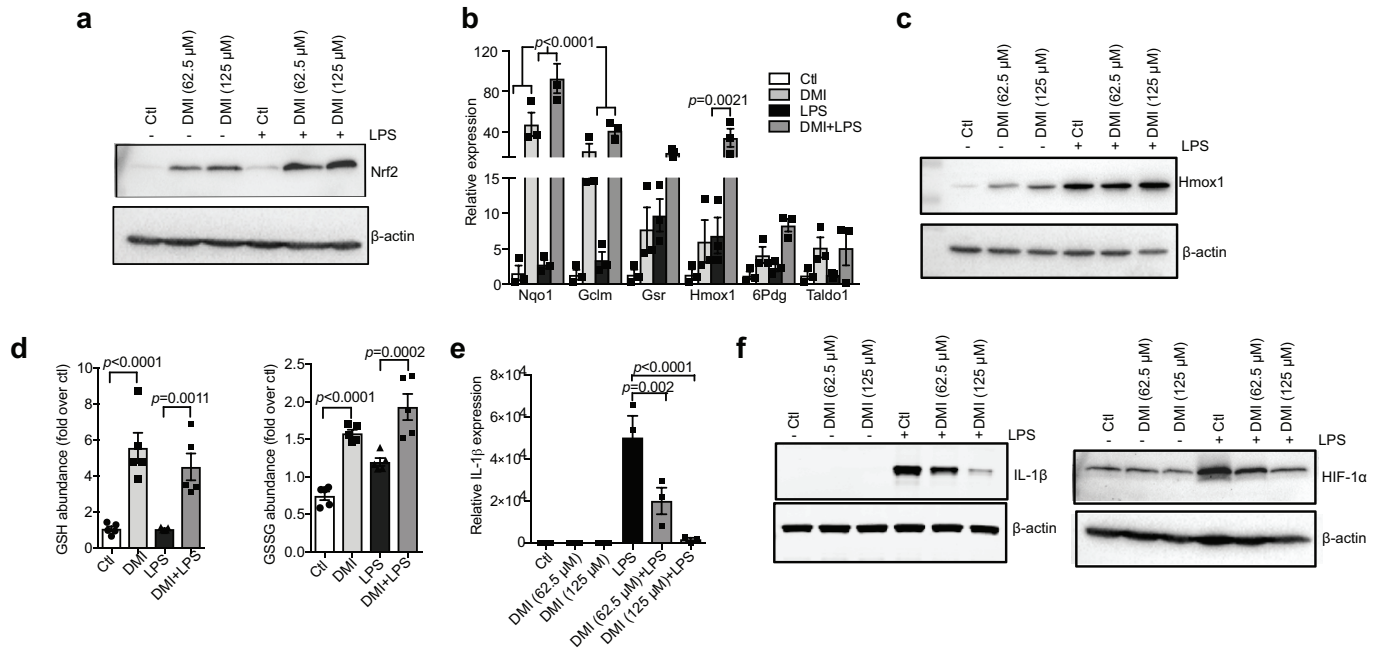 a
Ctl
DMI (62.5 µM)
DMI (125 µM)
Ctl
DMI (62.5 µM)
DMI (125 µM)
- - - + + + LPS
Nrf2
β-actin
b
Relative expression
120
80
40
15
10
5
0
p<0.0001
p=0.0021
Ctl
DMI
LPS
DMI+LPS
Nqo1 Gclm Gsr Hmox1 6Pdg Taldo1
c
Ctl
DMI (62.5 µM)
DMI (125 µM)
Ctl
DMI (62.5 µM)
DMI (125 µM)
- - - + + + LPS
Hmox1
β-actin
d
GSH abundance (fold over ctl)
10
8
6
4
2
0
p<0.0001
p=0.0011
Ctl
DMI
LPS
DMI+LPS
GSSG abundance (fold over ctl)
2.5
2.0
1.5
1.0
0.5
0.0
p<0.0001
p=0.0002
Ctl
DMI
LPS
DMI+LPS
e
Relative IL-1β expression
8×10⁴
6×10⁴
4×10⁴
2×10⁴
0
p<0.0001
p=0.002
Ctl
DMI (62.5 µM)
DMI (125 µM)
LPS
DMI (62.5 µM)+LPS
DMI (125 µM)+LPS
f
Ctl
DMI (62.5 µM)
DMI (125 µM)
Ctl
DMI (62.5 µM)
DMI (125 µM)
- - - + + +
LPS
IL-1β
β-actin
Ctl
DMI (62.5 µM)
DMI (125 µM)
Ctl
DMI (62.5 µM)
DMI (125 µM)
- - - + + + LPS
HIF-1α
β-actin